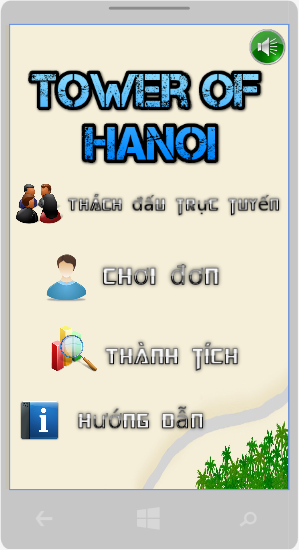 TOWER OF
HANOI
THÁCH đấu TRỰC TUYẾN
CHƠI đơn
THÀNH TÍCH
HƯỚNG DẪN